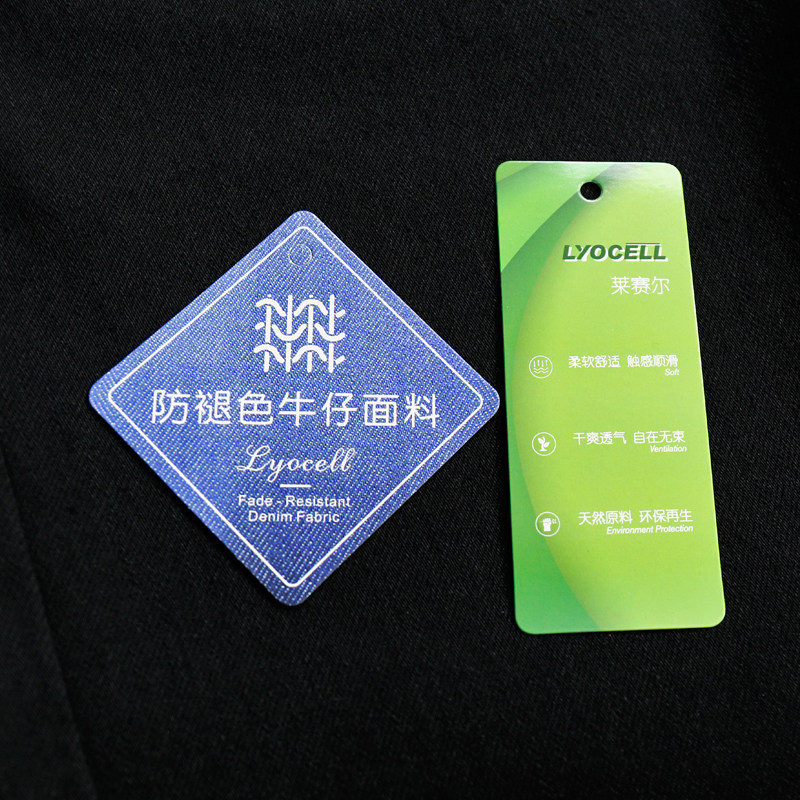 防褪色牛仔面料
Lyocell
Fade - Resistant
Denim Fabric
LYOCELL
莱赛尔
柔软舒适 触感顺滑
Soft
干爽透气 自在无束
Ventilation
天然原料 环保再生
Environment Protection